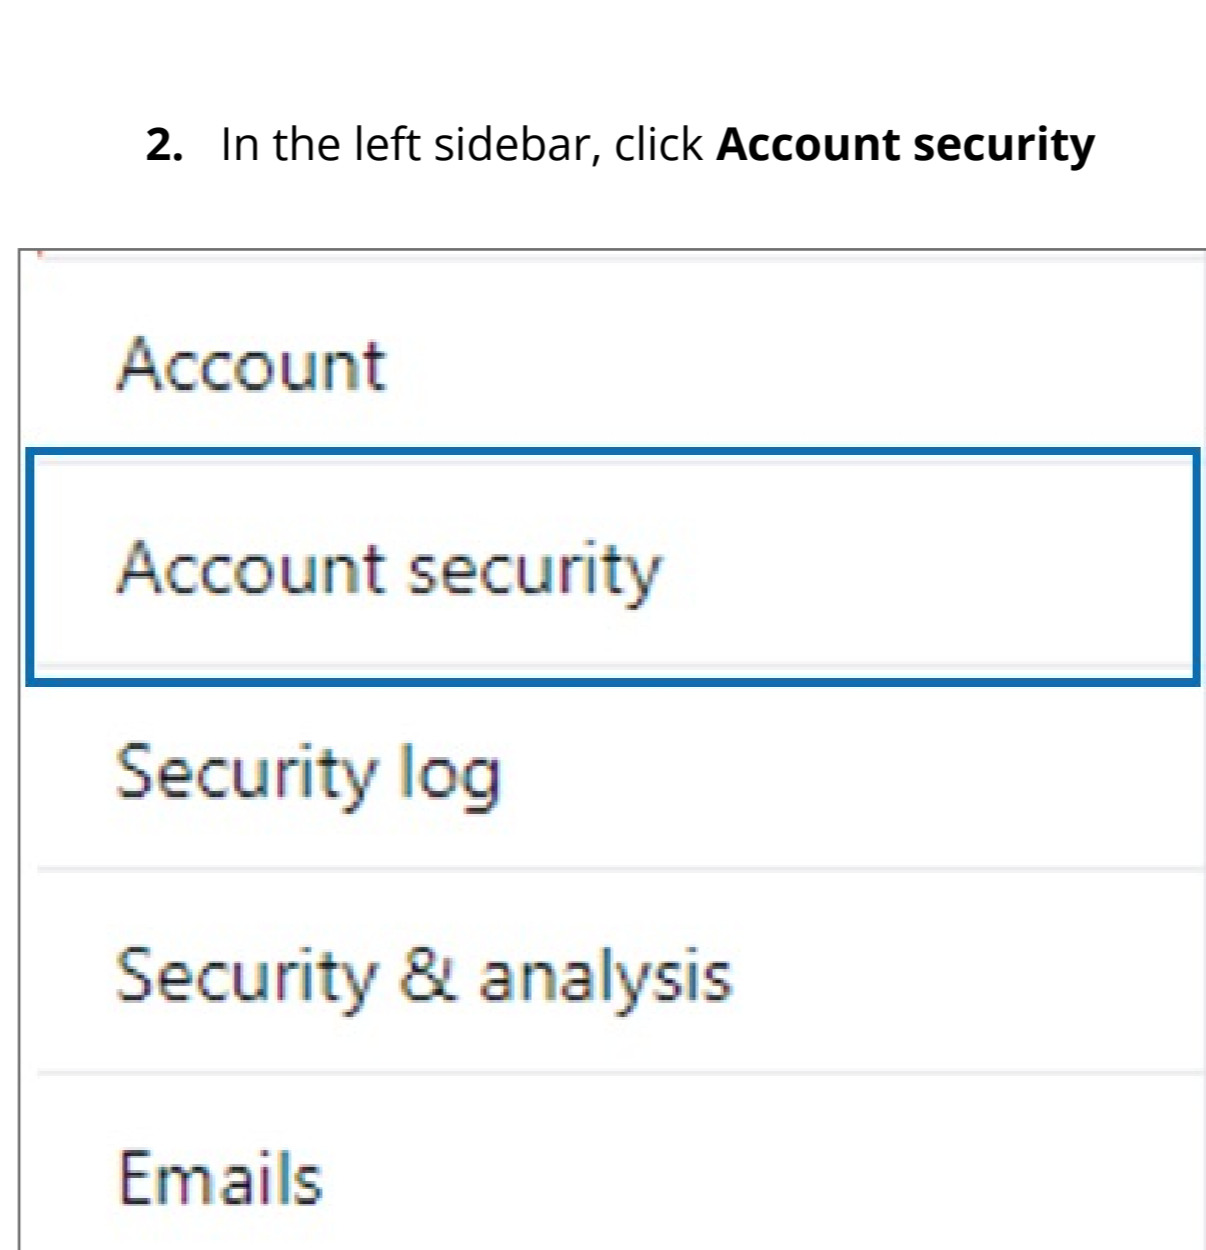 2. In the left sidebar, click Account security
Account
Account security
Security log
Security & analysis
Emails